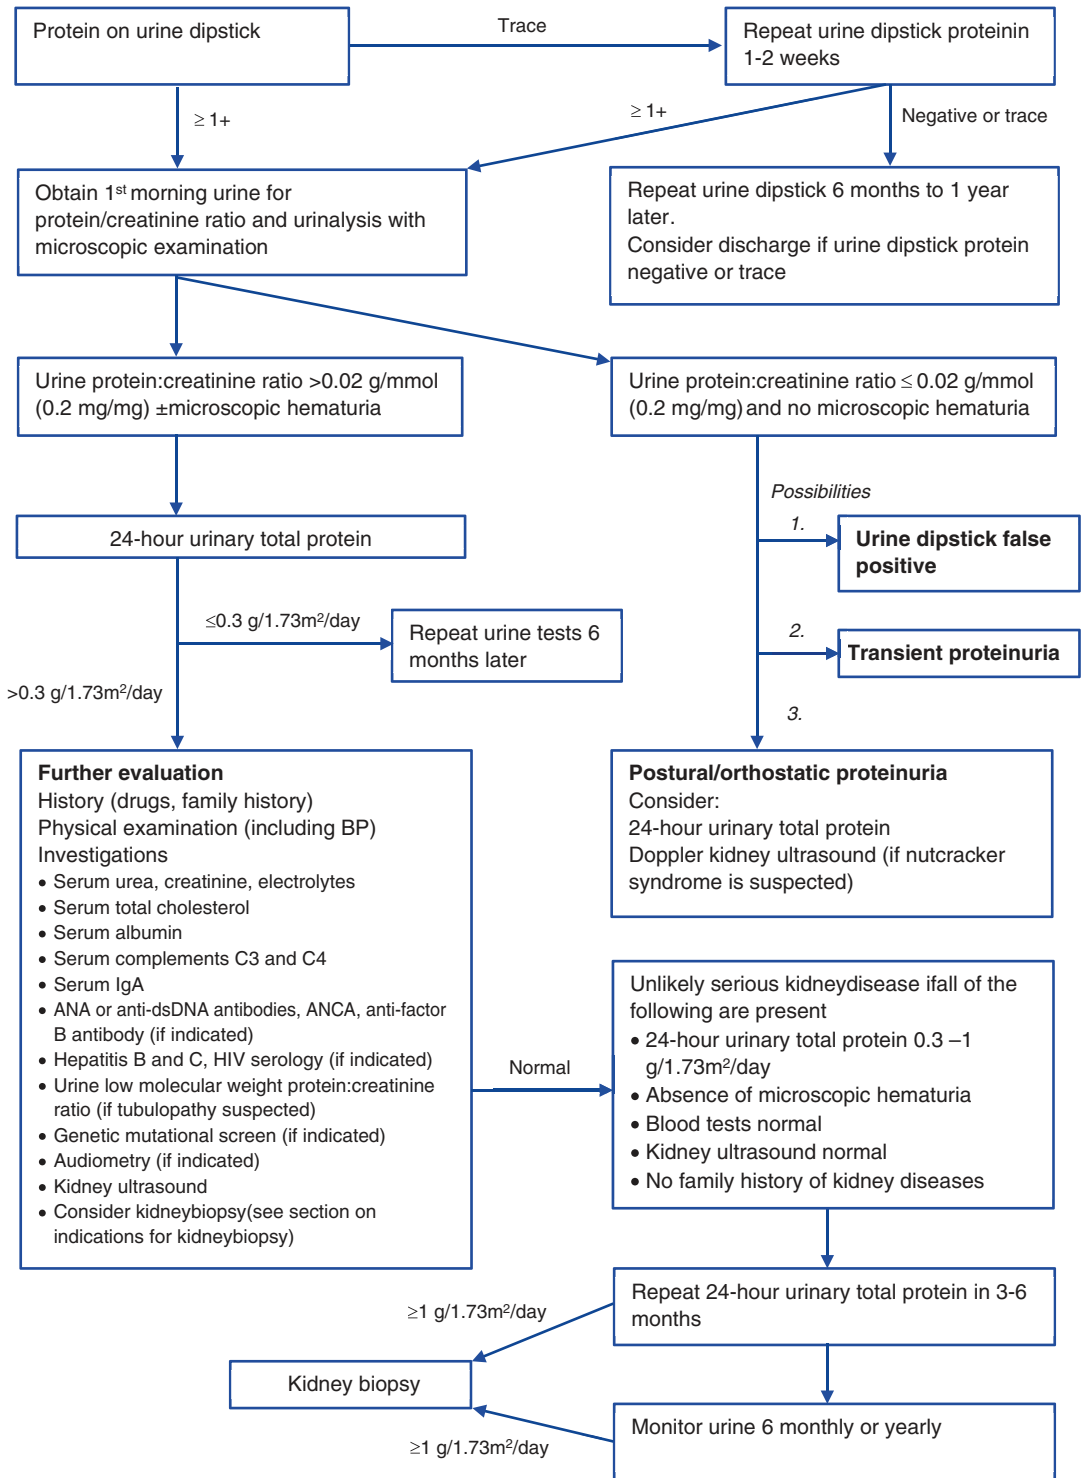 Protein on urine dipstick
Trace
Repeat urine dipstick proteinin
1-2 weeks
≥ 1+
≥ 1+
Negative or trace
Obtain 1st morning urine for
protein/creatinine ratio and urinalysis with
microscopic examination
Repeat urine dipstick 6 months to 1 year
later.
Consider discharge if urine dipstick protein
negative or trace
Urine protein:creatinine ratio >0.02 g/mmol
(0.2 mg/mg) ±microscopic hematuria
Urine protein:creatinine ratio ≤ 0.02 g/mmol
(0.2 mg/mg) and no microscopic hematuria
Possibilities
24-hour urinary total protein
1.
Urine dipstick false
positive
≤0.3 g/1.73m²/day
Repeat urine tests 6
months later
2.
Transient proteinuria
>0.3 g/1.73m²/day
3.
Further evaluation
History (drugs, family history)
Physical examination (including BP)
Investigations
• Serum urea, creatinine, electrolytes
• Serum total cholesterol
• Serum albumin
• Serum complements C3 and C4
• Serum IgA
• ANA or anti-dsDNA antibodies, ANCA, anti-factor
B antibody (if indicated)
• Hepatitis B and C, HIV serology (if indicated)
• Urine low molecular weight protein:creatinine
ratio (if tubulopathy suspected)
• Genetic mutational screen (if indicated)
• Audiometry (if indicated)
• Kidney ultrasound
• Consider kidneybiopsy(see section on
indications for kidneybiopsy)
Postural/orthostatic proteinuria
Consider:
24-hour urinary total protein
Doppler kidney ultrasound (if nutcracker
syndrome is suspected)
Normal
Unlikely serious kidneydisease ifall of the
following are present
• 24-hour urinary total protein 0.3 –1
g/1.73m²/day
• Absence of microscopic hematuria
• Blood tests normal
• Kidney ultrasound normal
• No family history of kidney diseases
Repeat 24-hour urinary total protein in 3-6
months
≥1 g/1.73m²/day
Kidney biopsy
Monitor urine 6 monthly or yearly
≥1 g/1.73m²/day